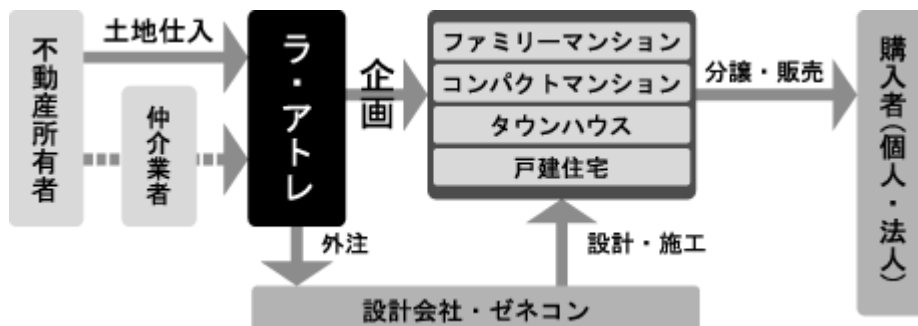 不動産所有者
土地仕入
仲介業者
ラ・アトレ
企画
ファミリーマンション
コンパクトマンション
タウンハウス
戸建住宅
分譲・販売
購入者(個人・法人)
外注
設計・施工
設計会社・ゼネコン